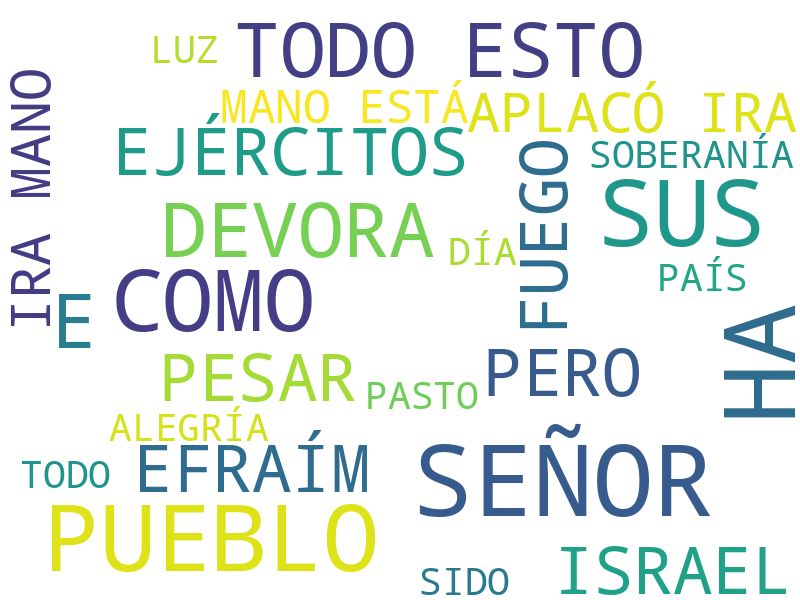 LUZ
TODO ESTO
MANO ESTÁ
APLACÓ IRA
IRA MANO
EJÉRCITOS
FUEGO
SOBERANÍA
SUS
DEVORA
DÍA
PAÍS
E
COMO
HA
PESAR
PASTO
PERO
ALEGRÍA
TODO
EFRAÍM
SEÑOR
PUEBLO
SIDO
ISRAEL